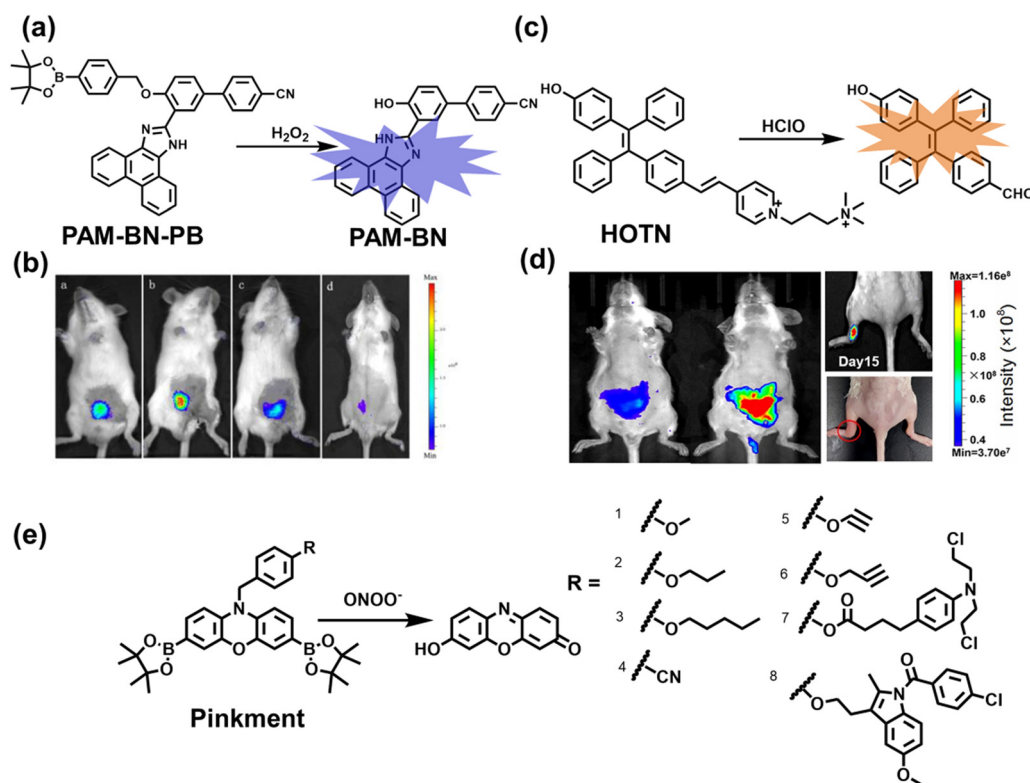 (a)
O
B
O
O
CN
N
NH
H₂O₂
HO
CN
HN
N
PAM-BN-PB
PAM-BN
(c)
HO
N
+
N
+
HOTN
HClO
HO
CHO
(b)
a
b
c
d
Max
Min
(d)
Day15
Max=1.16e⁸
1.0
0.8
×10⁸
0.6
0.4
Min=3.70e⁷
Intensity (×10⁸)
(e)
R
N
O
B
O
O
B
O
O
Pinkment
ONOO⁻
N
HO
O
O
R =
1
O
2
O
3
O
4
CN
5
O
6
O
7
O
O
N
Cl
Cl
8
O
N
O
Cl
O